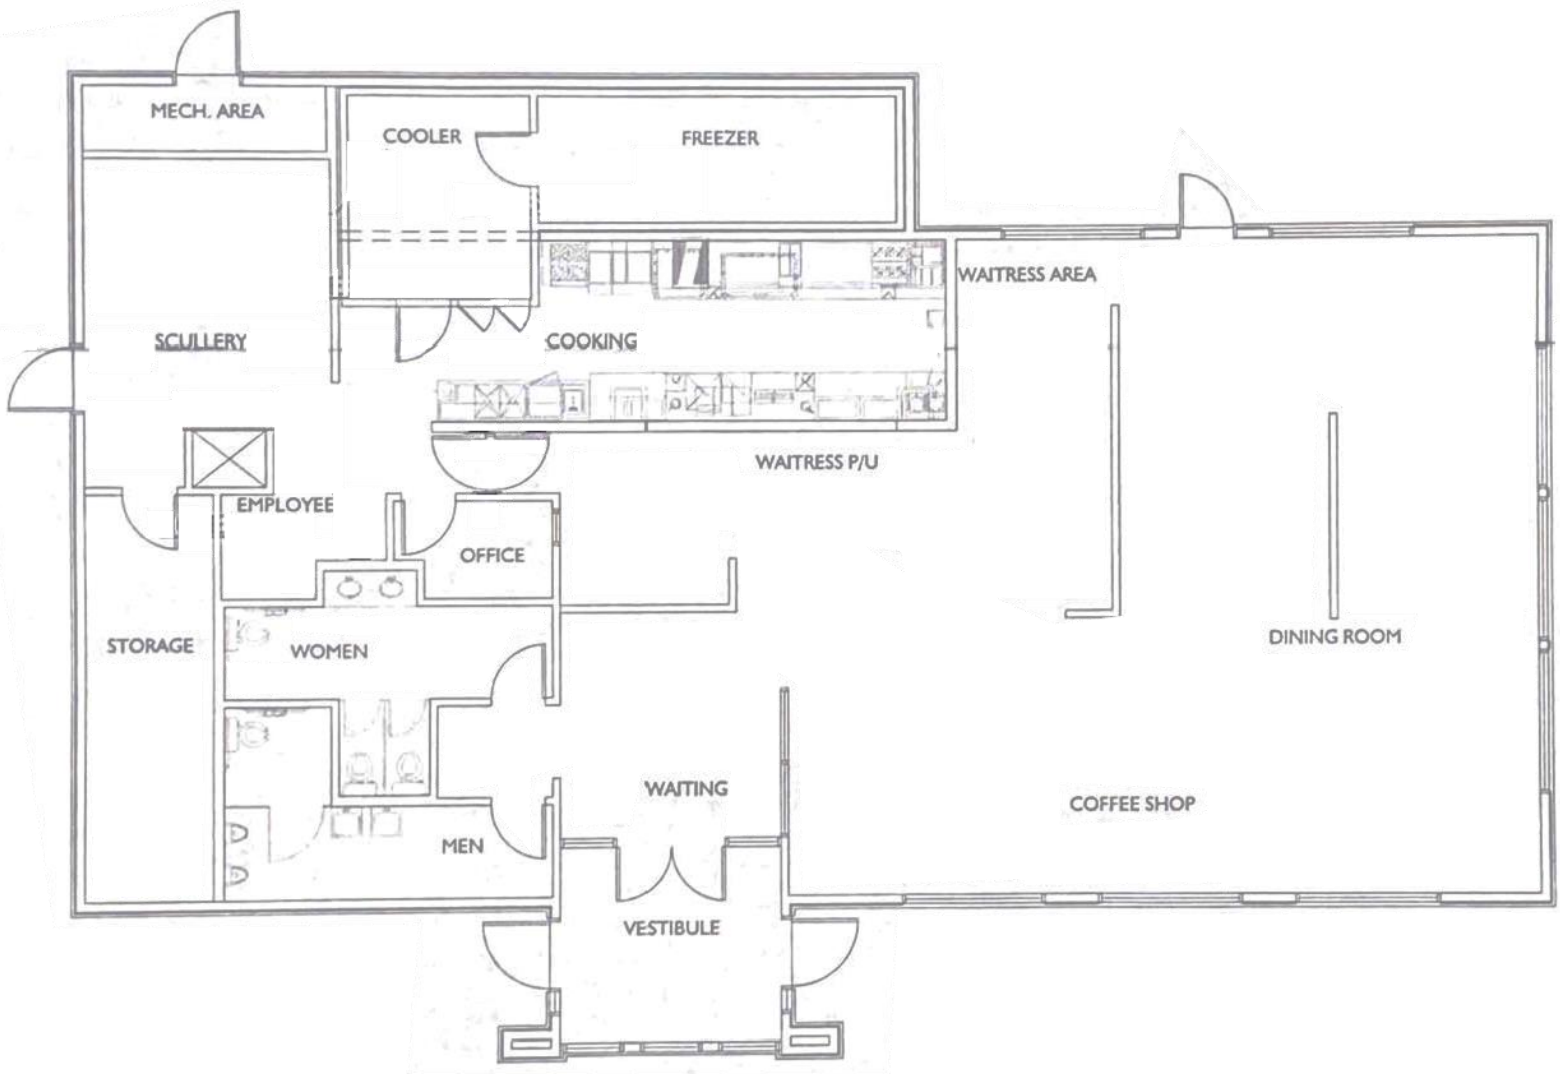 MECH. AREA
COOLER
FREEZER
WAITRESS AREA
SCULLERY
COOKING
WAITRESS P/U
EMPLOYEE
OFFICE
STORAGE
WOMEN
DINING ROOM
WAITING
COFFEE SHOP
MEN
VESTIBULE